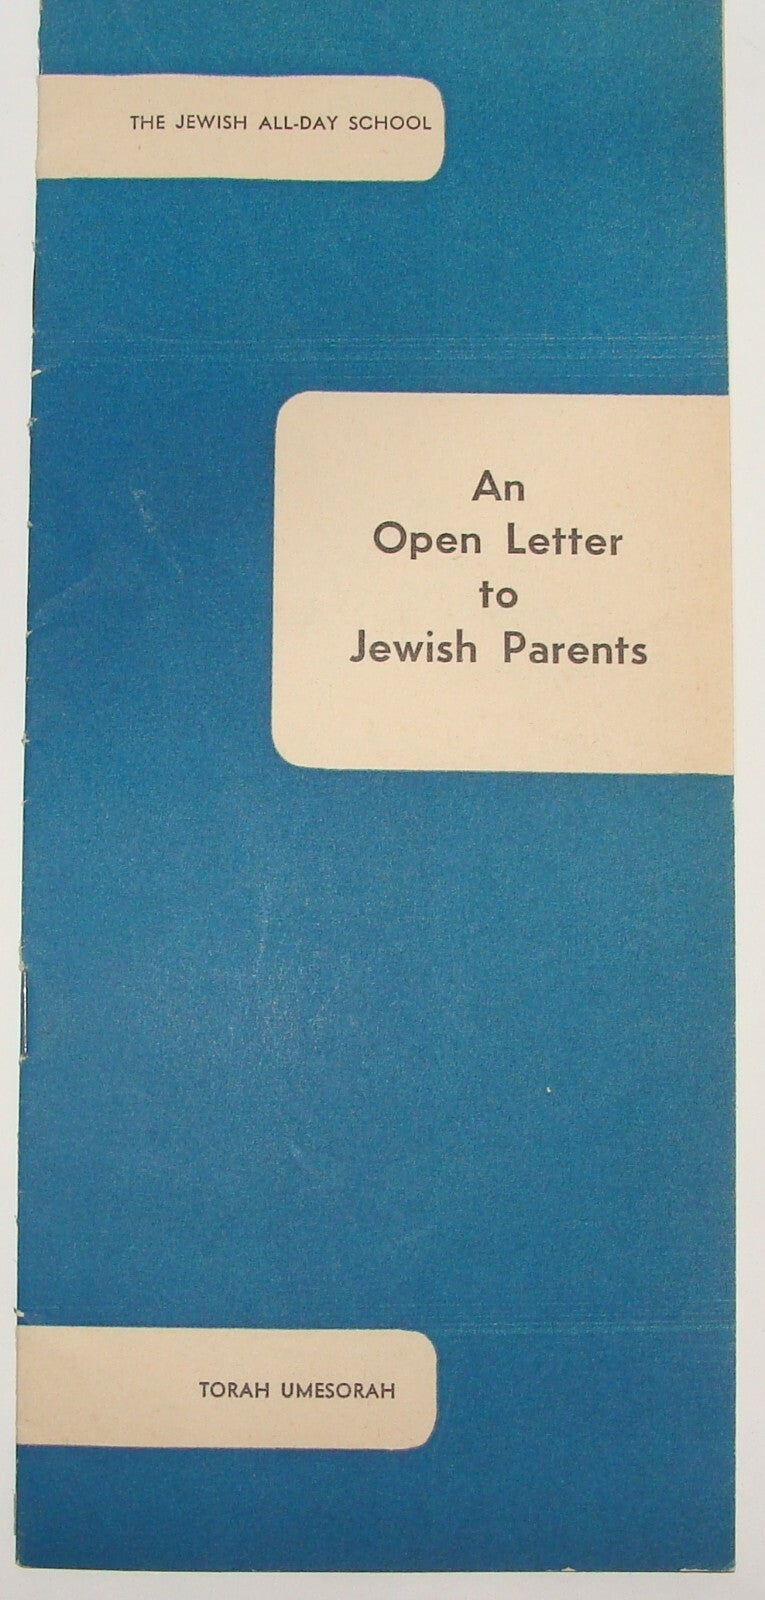 THE JEWISH ALL-DAY SCHOOL
An
Open Letter
to
Jewish Parents
TORAH UMESORAH